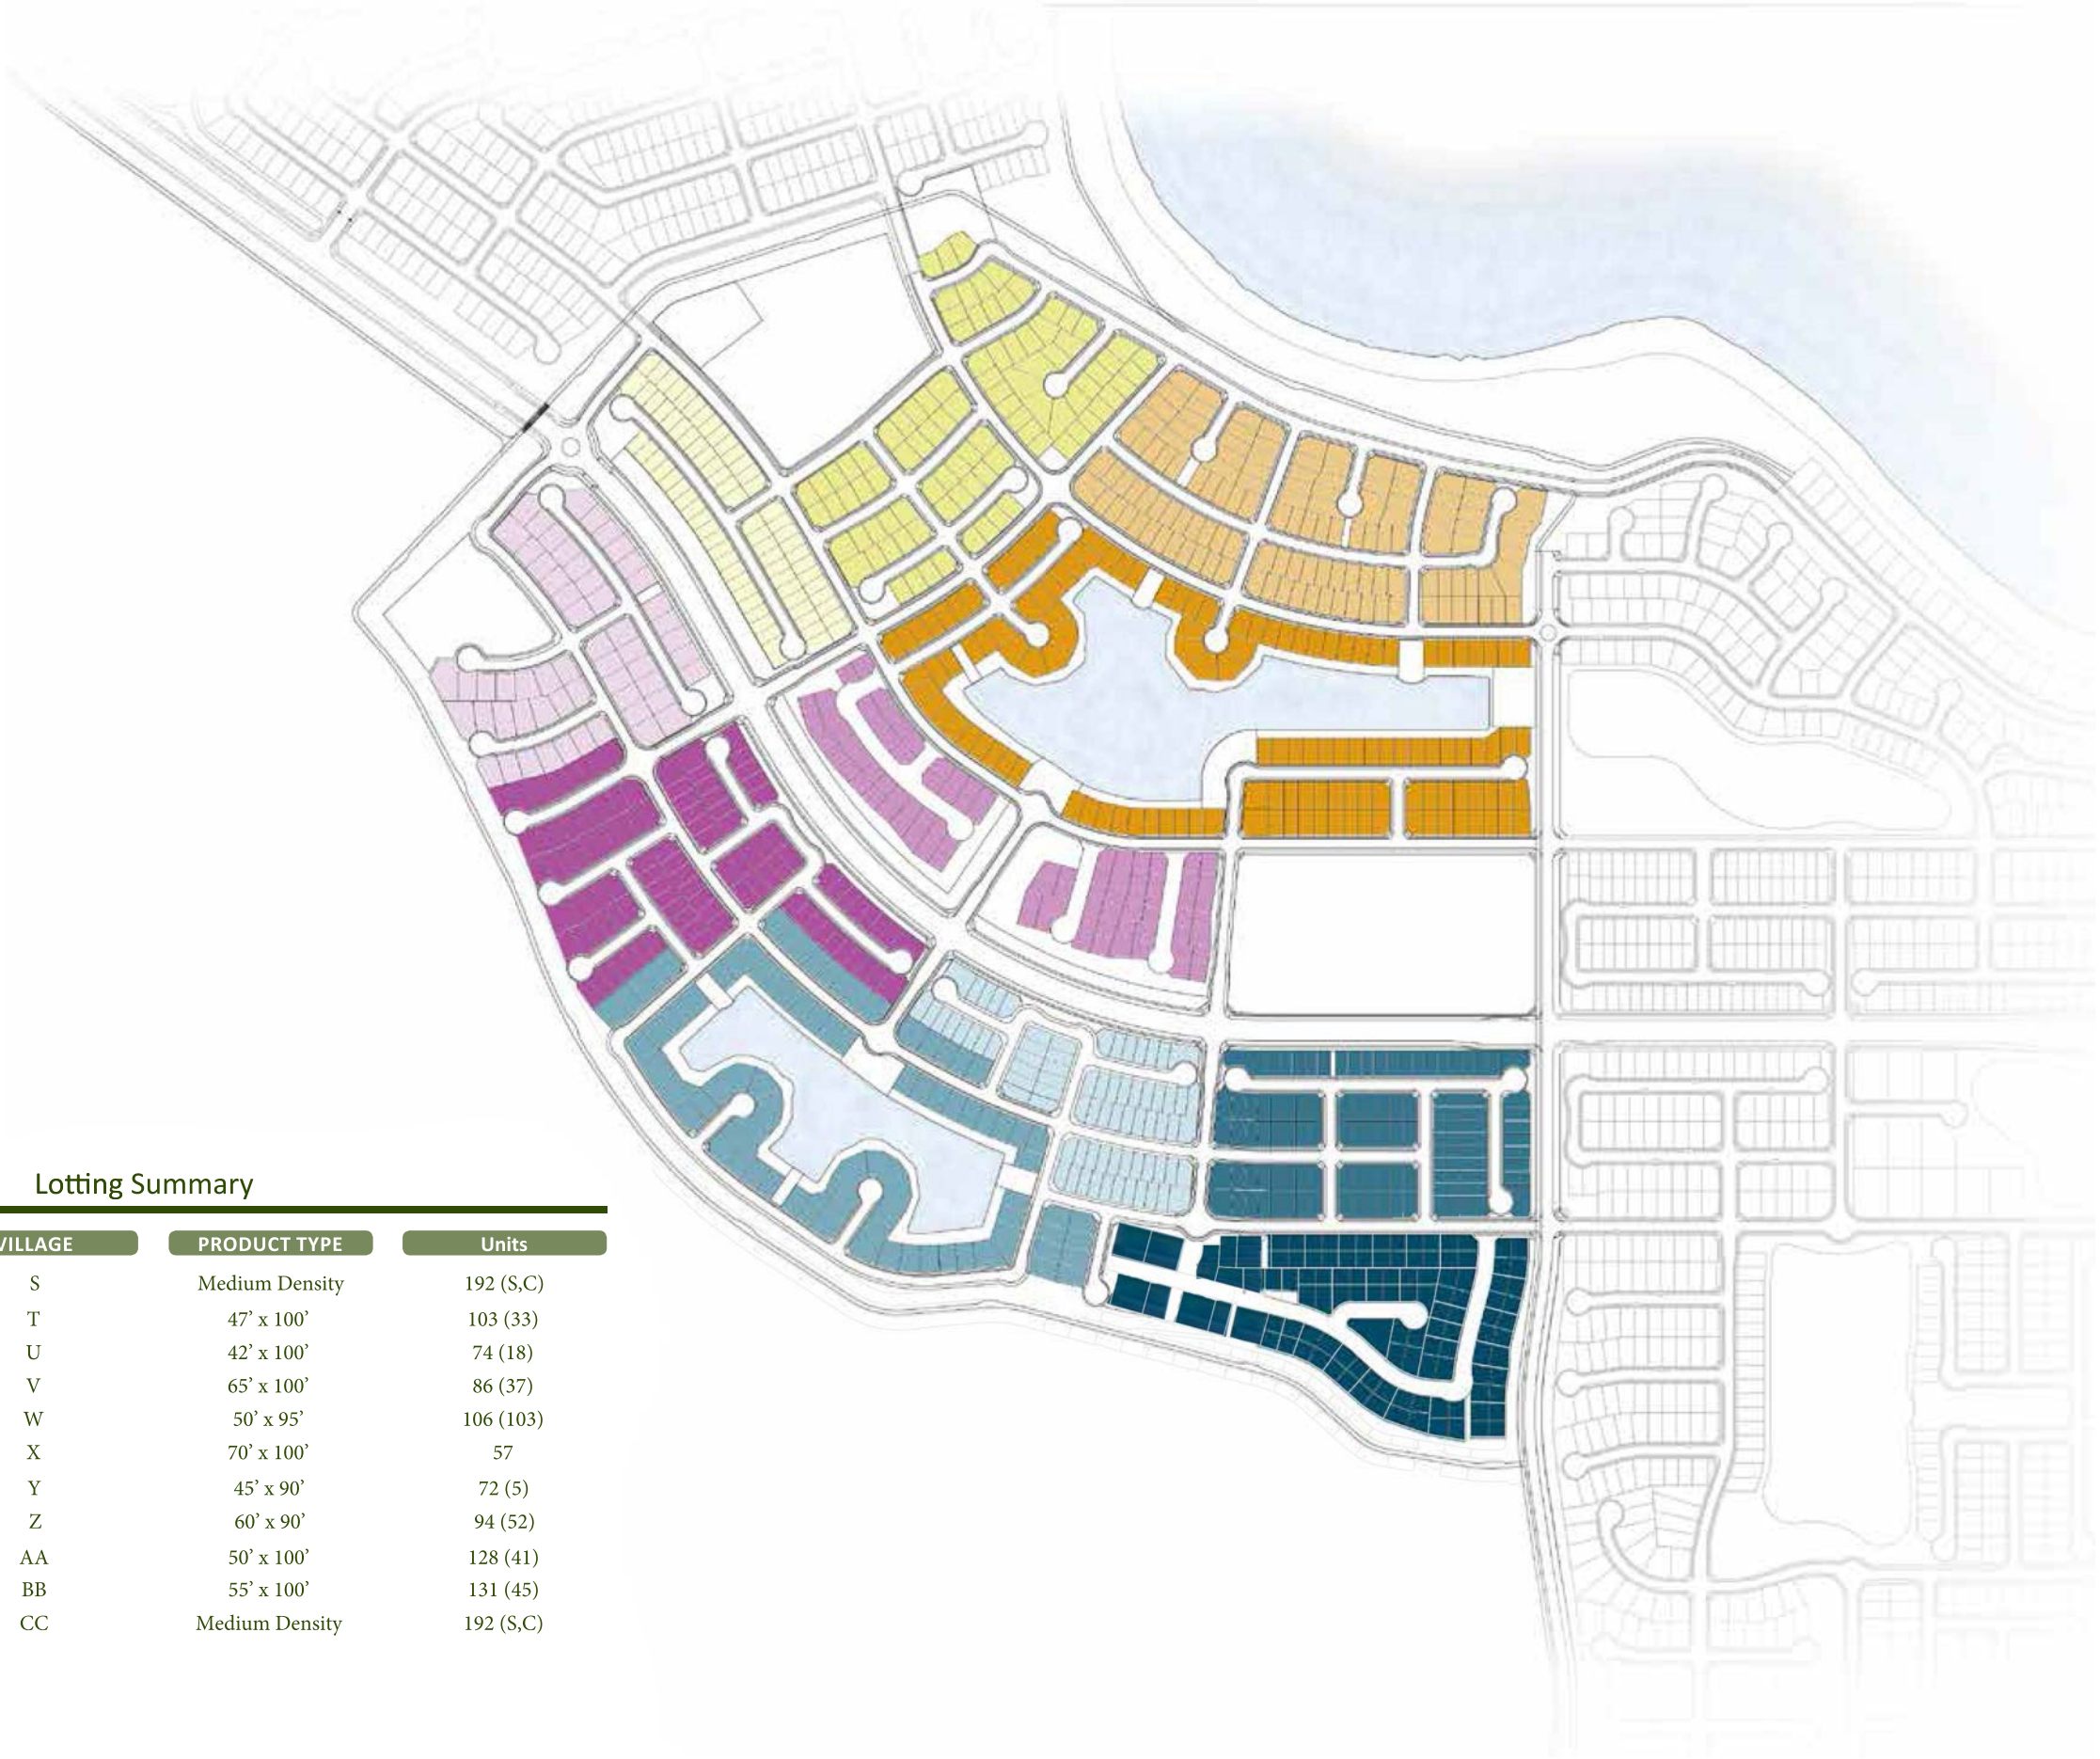 Lotting Summary
VILLAGE PRODUCT TYPE Units
S Medium Density 192 (S,C)
T 47’ x 100’ 103 (33)
U 42’ x 100’ 74 (18)
V 65’ x 100’ 86 (37)
W 50’ x 95’ 106 (103)
X 70’ x 100’ 57
Y 45’ x 90’ 72 (5)
Z 60’ x 90’ 94 (52)
AA 50’ x 100’ 128 (41)
BB 55’ x 100’ 131 (45)
CC Medium Density 192 (S,C)